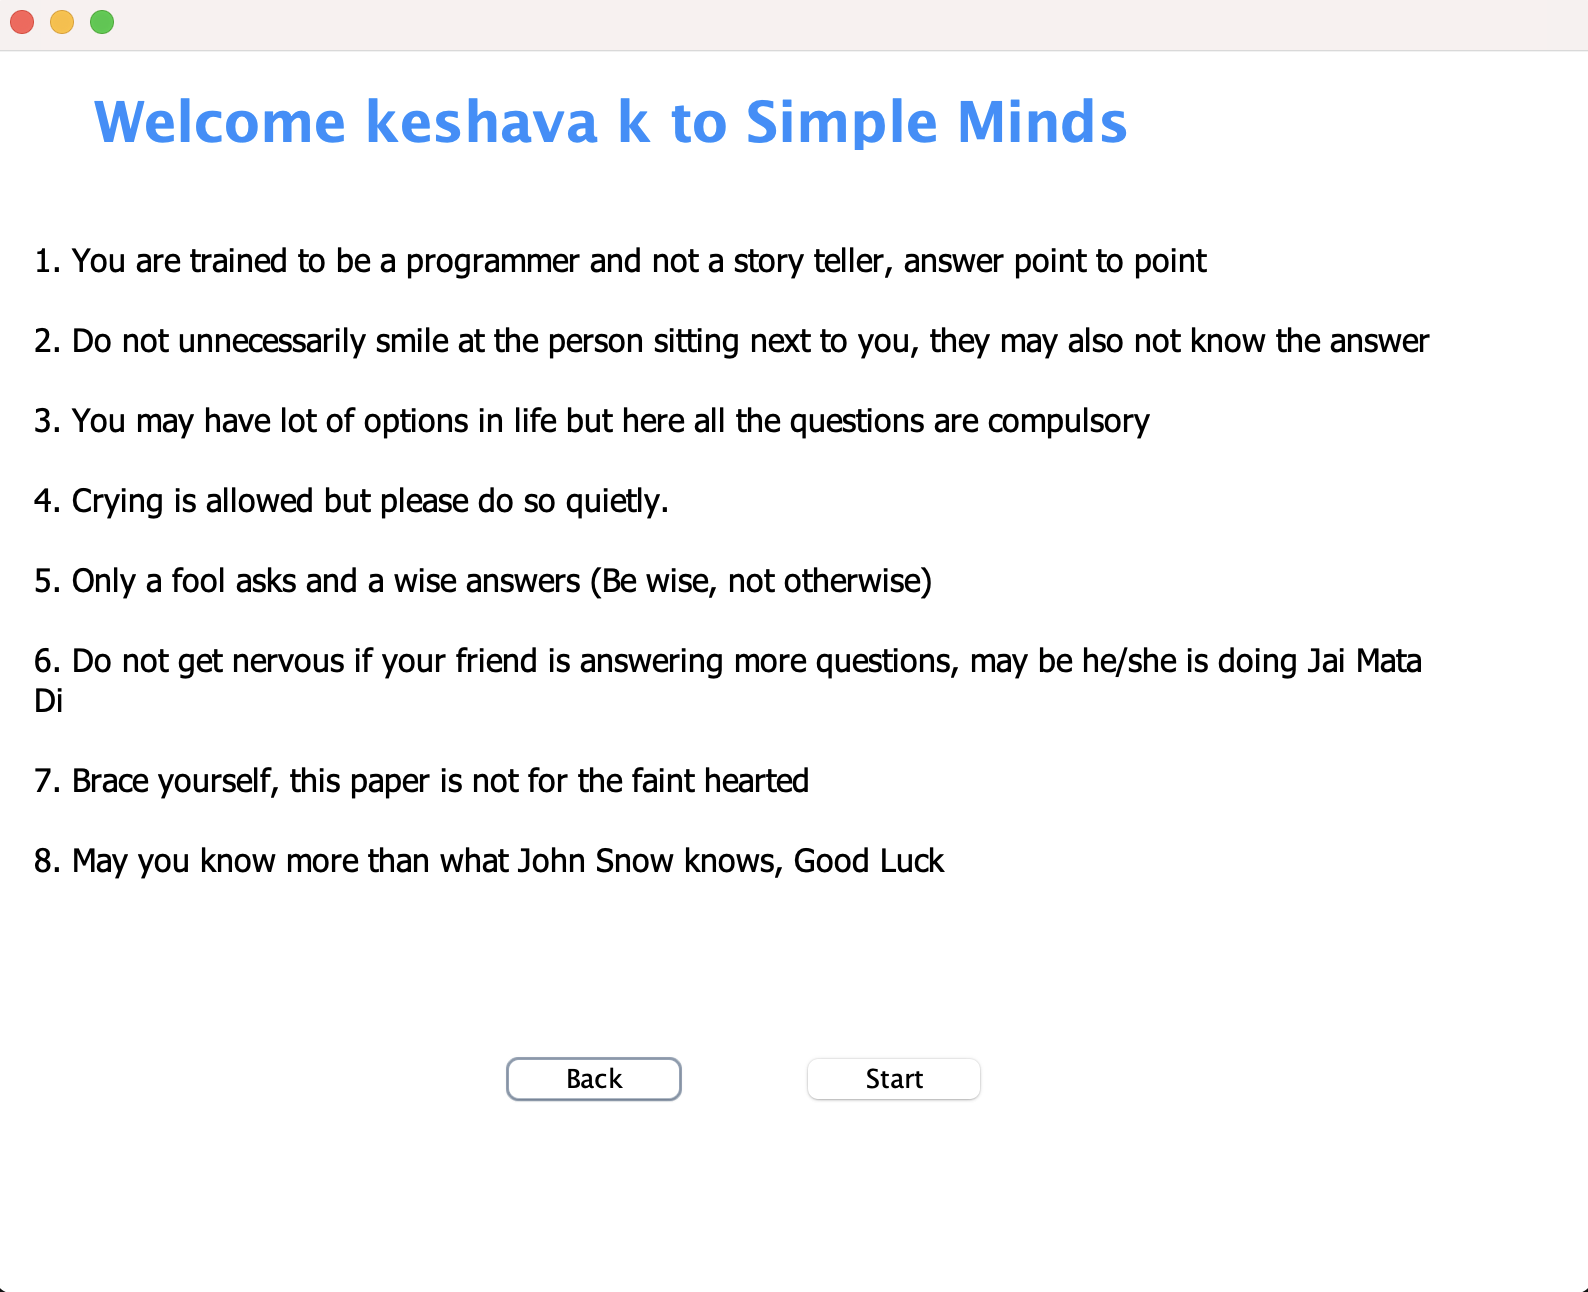 Welcome keshava k to Simple Minds
1. You are trained to be a programmer and not a story teller, answer point to point
2. Do not unnecessarily smile at the person sitting next to you, they may also not know the answer
3. You may have lot of options in life but here all the questions are compulsory
4. Crying is allowed but please do so quietly.
5. Only a fool asks and a wise answers (Be wise, not otherwise)
6. Do not get nervous if your friend is answering more questions, may be he/she is doing Jai Mata
Di
7. Brace yourself, this paper is not for the faint hearted
8. May you know more than what John Snow knows, Good Luck
Back Start